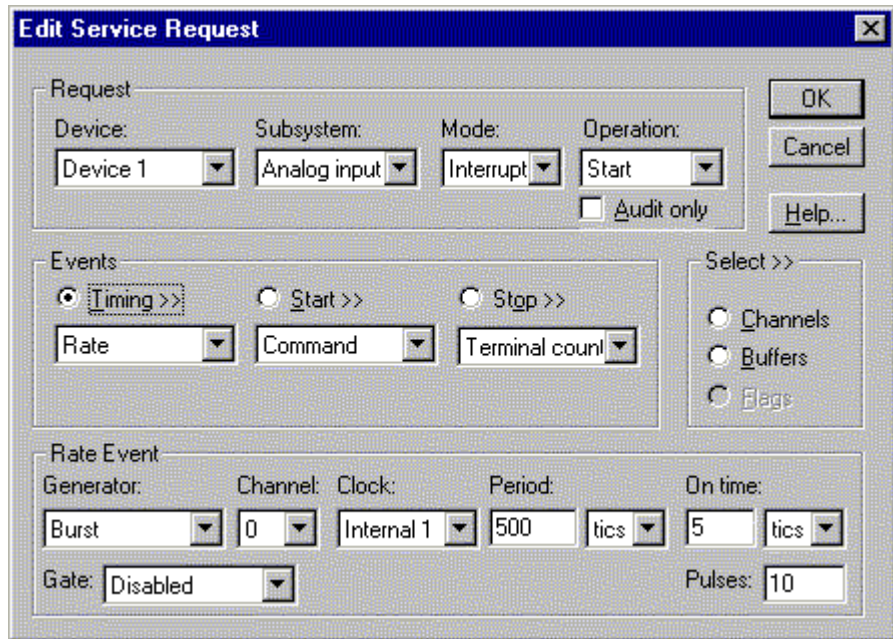 Edit Service Request
Request
OK
Device: Subsystem: Mode: Operation:
Cancel
Device 1 Analog input Interrupt Start
Audit only
Help...
Events
Select >>
Timing >> Start >> Stop >>
Channels
Rate Command Terminal count
Buffers
Flags
Rate Event
Generator: Channel: Clock: Period: On time:
Burst 0 Internal 1 500 tics 5 tics
Gate: Disabled Pulses: 10